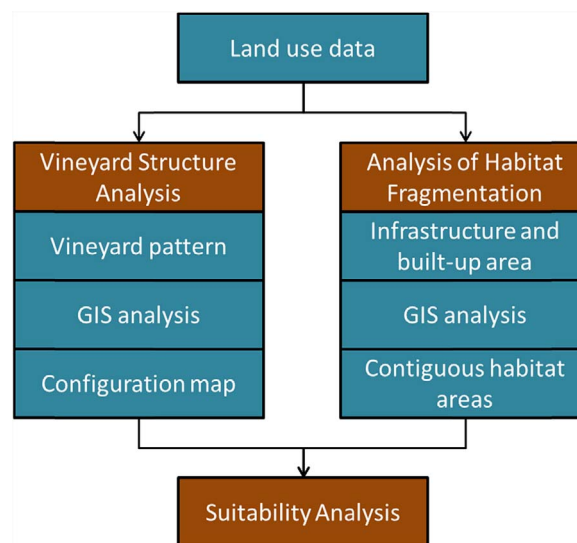 Land use data
Vineyard Structure
Analysis
Vineyard pattern
GIS analysis
Configuration map
Analysis of Habitat
Fragmentation
Infrastructure and
built-up area
GIS analysis
Contiguous habitat
areas
Suitability Analysis